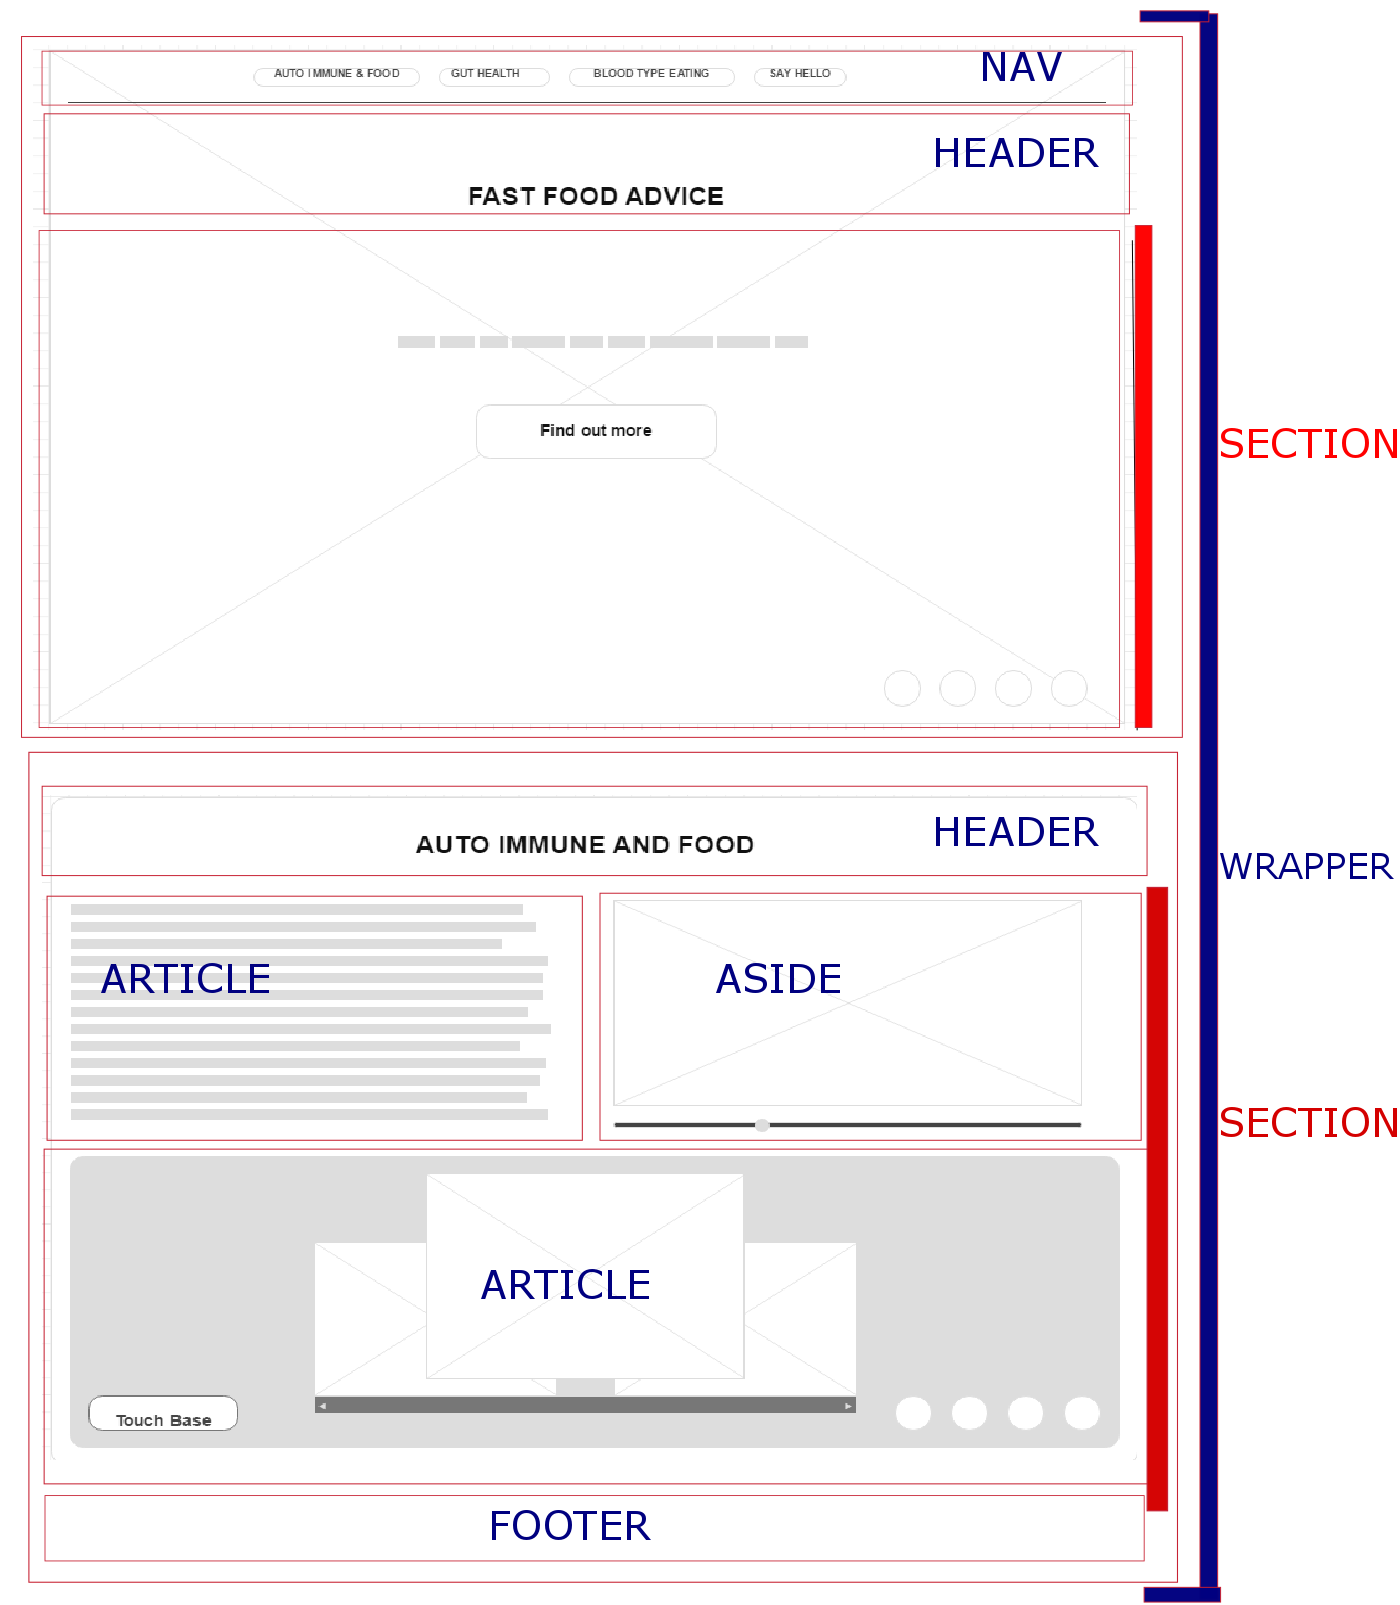 NAV
AUTO IMMUNE & FOOD
GUT HEALTH
BLOOD TYPE EATING
SAY HELLO
HEADER
FAST FOOD ADVICE
Find out more
SECTION
HEADER
AUTO IMMUNE AND FOOD
WRAPPER
ARTICLE
ASIDE
SECTION
ARTICLE
Touch Base
FOOTER